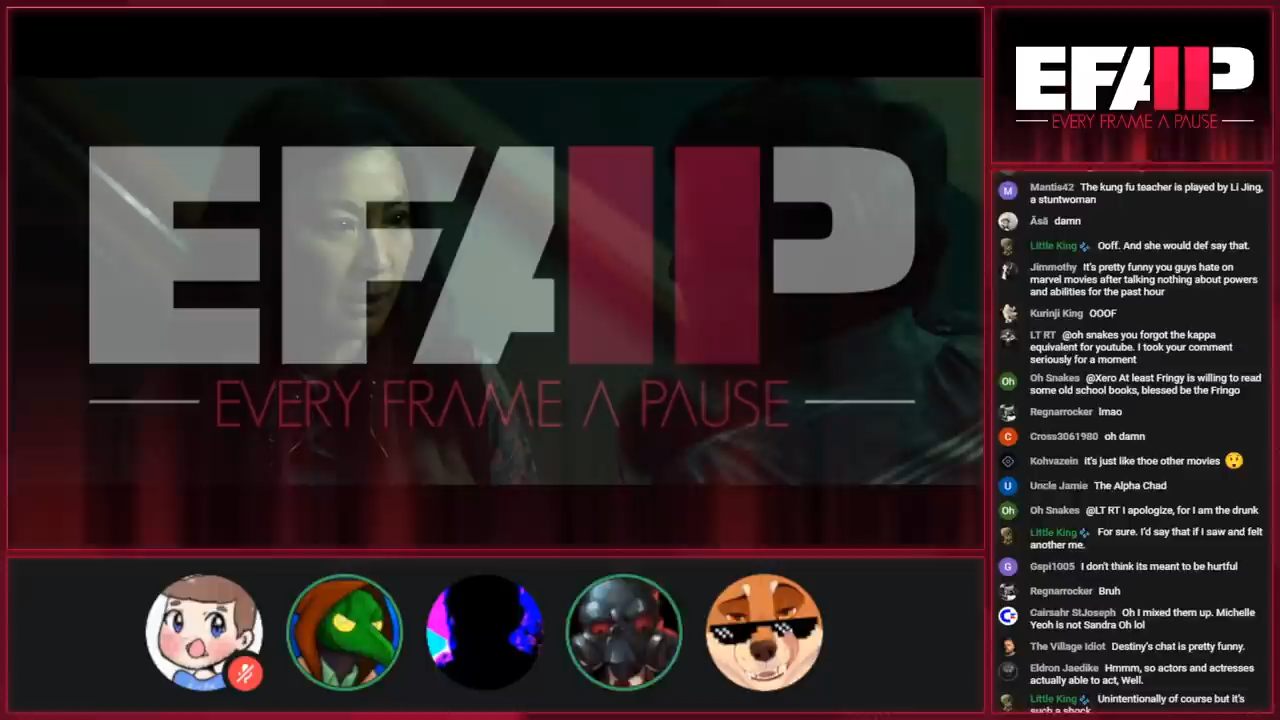 EFAP
EVERY FRAME A PAUSE
EFAP
EVERY FRAME A PAUSE
M
Mantis42 The kung fu teacher is played by Li Jing,
a stuntwoman
Äsä damn
Little King Ooff. And she would def say that.
Jimmothy It's pretty funny you guys hate on
marvel movies after talking nothing about powers
and abilities for the past hour
Kurinji King OOOF
LT RT @oh snakes you forgot the kappa
equivalent for youtube. I took your comment
seriously for a moment
Oh
Oh Snakes @Xero At least Fringy is willing to read
some old school books, blessed be the Fringo
Regnarrocker lmao
C
Cross3061980 oh damn
Kohvazein it's just like thoe other movies 😲
U
Uncle Jamie The Alpha Chad
Oh
Oh Snakes @LT RT I apologize, for I am the drunk
Little King For sure. I'd say that if I saw and felt
another me.
G
Gspi1005 I don't think its meant to be hurtful
Regnarrocker Bruh
Cairsahr StJoseph Oh I mixed them up. Michelle
Yeoh is not Sandra Oh lol
The Village Idiot Destiny's chat is pretty funny.
Eldron Jaedike Hmmm, so actors and actresses
actually able to act, Well.
Little King Unintentionally of course but it's
such a shock